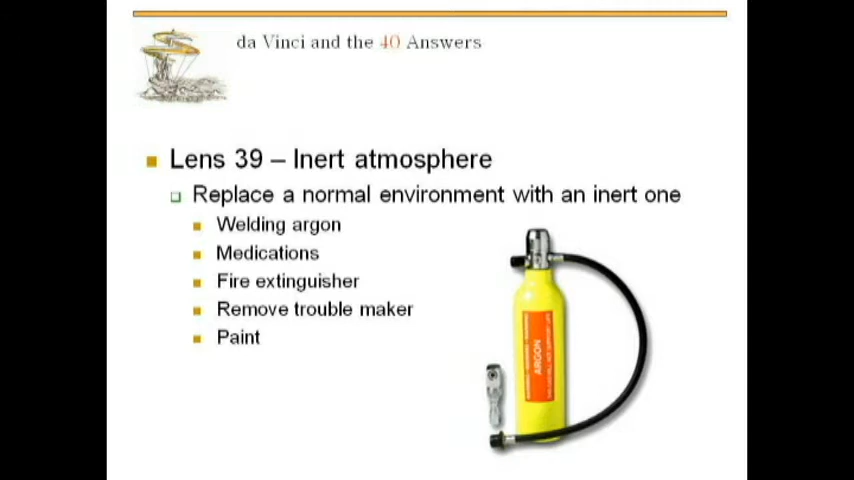 da Vinci and the 40 Answers
Lens 39 – Inert atmosphere
Replace a normal environment with an inert one
Welding argon
Medications
Fire extinguisher
Remove trouble maker
Paint
ARGON